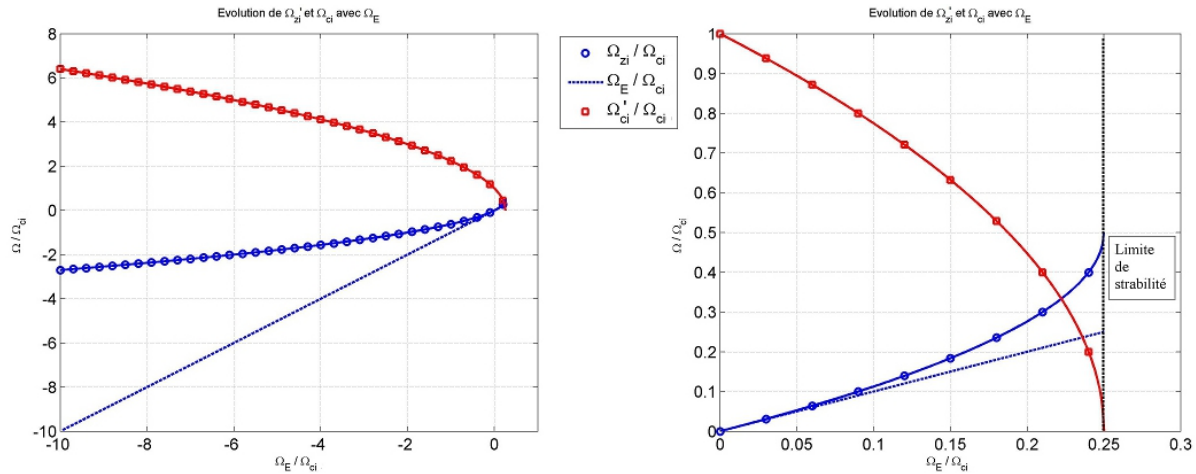 Evolution de Ω_zi' et Ω_ci avec Ω_E
6
4
2
0
-2
-4
-6
-8
-10
Ω / Ω_ci
-10
-8
-6
-4
-2
0
Ω_E / Ω_ci
Ω_zi / Ω_ci
Ω_E / Ω_ci
Ω'_ci / Ω_ci
Evolution de Ω_zi' et Ω_ci avec Ω_E
1
0.9
0.8
0.7
0.6
0.5
0.4
0.3
0.2
0.1
0
Ω / Ω_ci
0
0.05
0.1
0.15
0.2
0.25
0.3
Ω_E / Ω_ci
Limite
de
strabilité